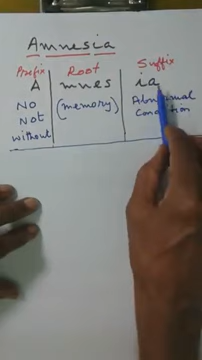 Amnesia
Prefix Root Suffix
A mnes ia
No (memory) Abnormal
Not Condition
without